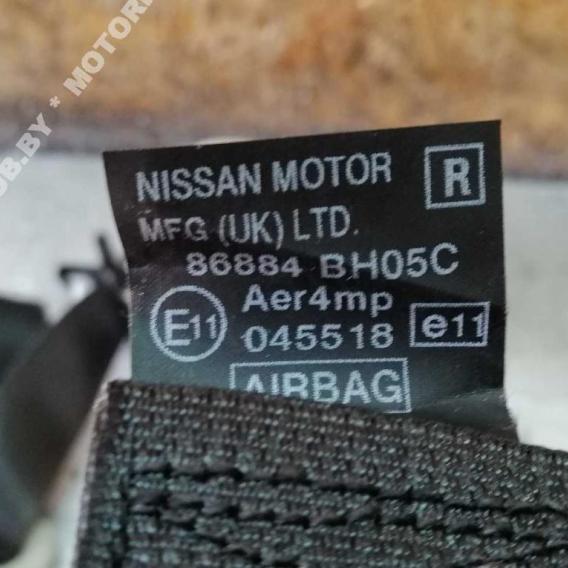 NISSAN MOTOR R
MFG (UK) LTD.
86884 BH05C
E11 Aer4mp
045518 e11
AIRBAG